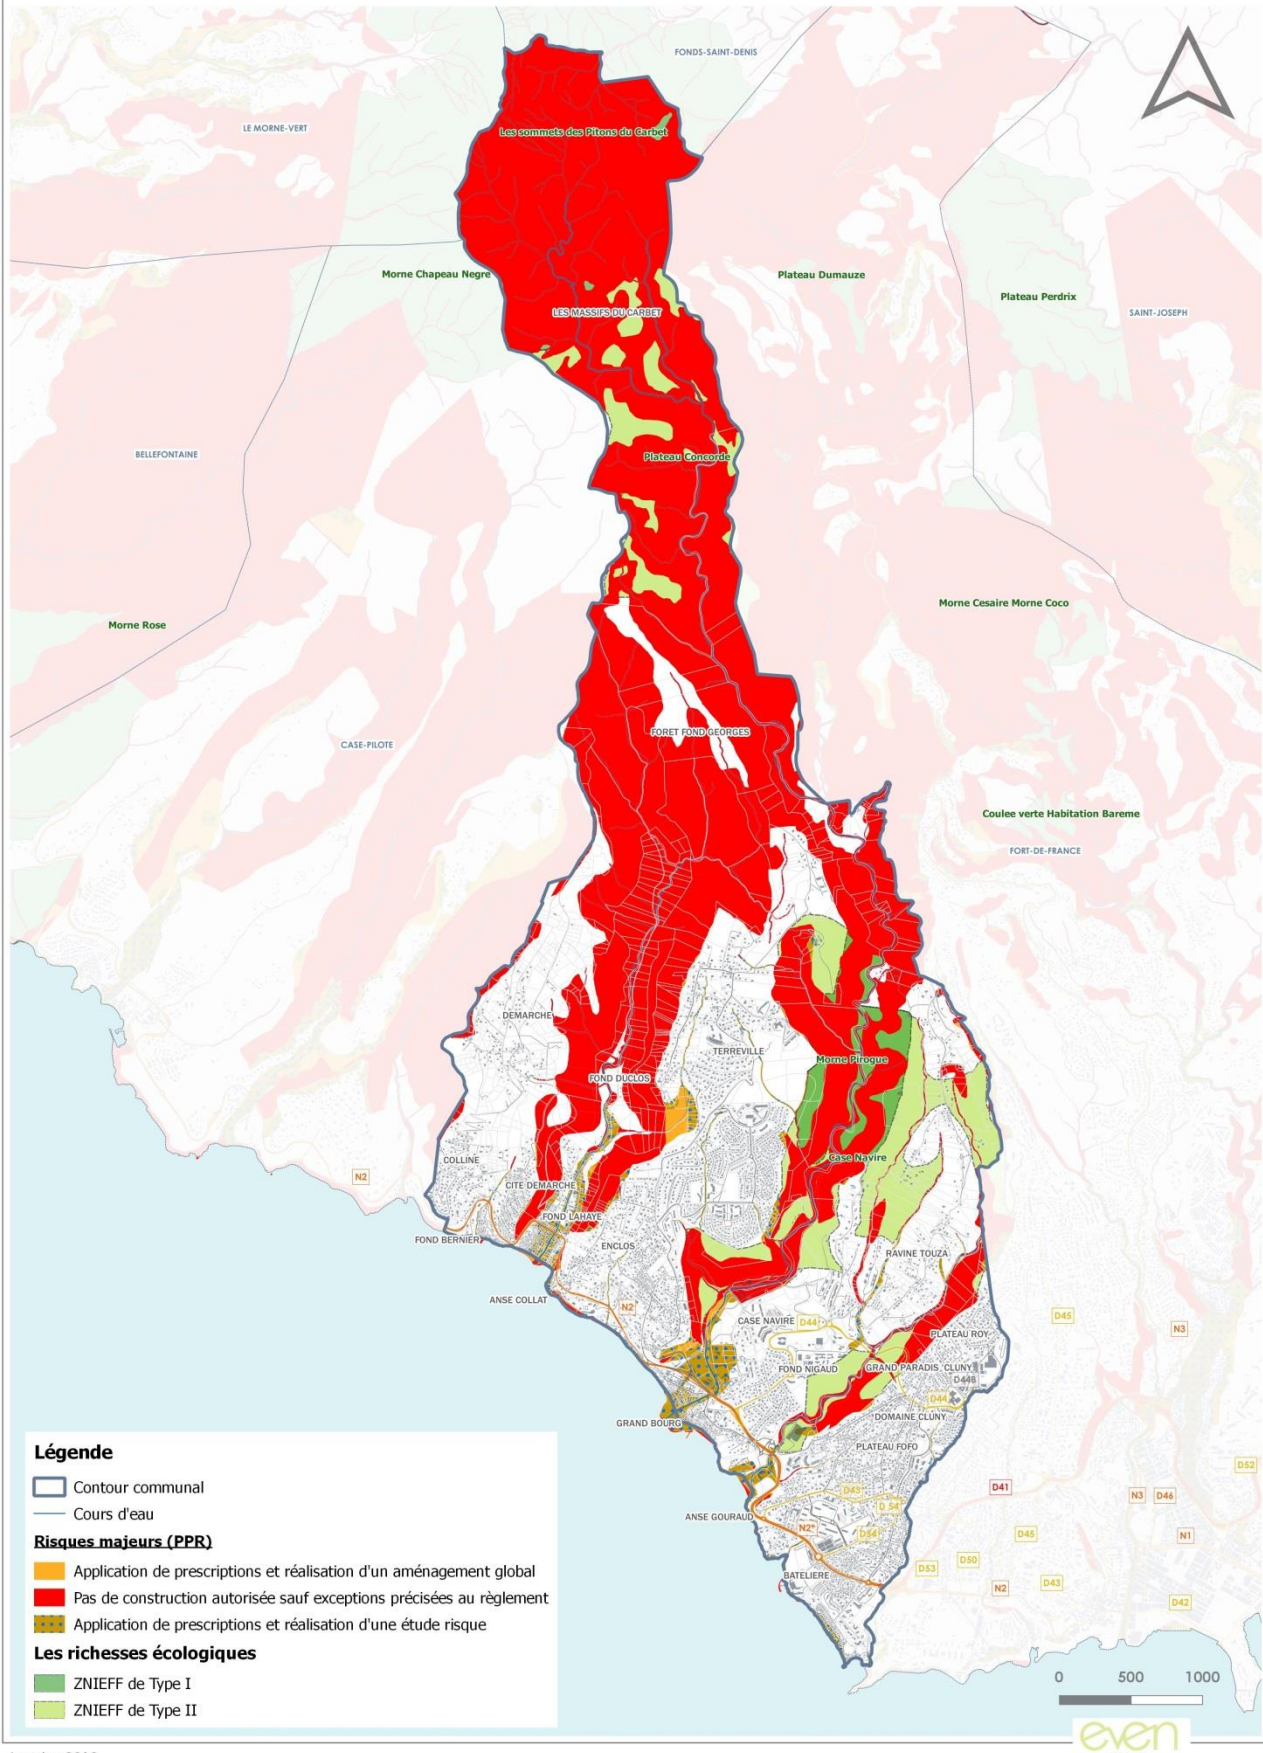 FONDS-SAINT-DENIS
LE MORNE-VERT
Les sommets des Pitons du Carbet
Morne Chapeau Negre
Plateau Dumauze
Plateau Perdrix
LES MASSIFS DU CARBET
SAINT-JOSEPH
BELLEFONTAINE
Plateau Concorde
Morne Cesaire Morne Coco
Morne Rose
FORET FOND GEORGES
CASE-PILOTE
Coulee verte Habitation Bareme
FORT-DE-FRANCE
DEMARCHE
TERREVILLE
Morne Pirogue
FOND DUCLOS
COLLINE
Case Navire
N2
CITE DEMARCHE
FOND LAHAYE
FOND BERNIER
ENCLOS
RAVINE TOUZA
ANSE COLLAT
N2
CASE NAVIRE
D44
D45
N3
PLATEAU ROY
FOND NIGAUD
GRAND PARADIS CLUNY
D44B
D44
GRAND BOURG
DOMAINE CLUNY
PLATEAU FOFO
D52
D41
D43
D 54
N3
D46
ANSE GOURAUD
N2*
D54
D45
N1
D53
D50
BATELIERE
N2
D43
D42
Légende
Contour communal
Cours d'eau
Risques majeurs (PPR)
Application de prescriptions et réalisation d'un aménagement global
Pas de construction autorisée sauf exceptions précisées au règlement
Application de prescriptions et réalisation d'une étude risque
Les richesses écologiques
ZNIEFF de Type I
ZNIEFF de Type II
0 500 1000
even